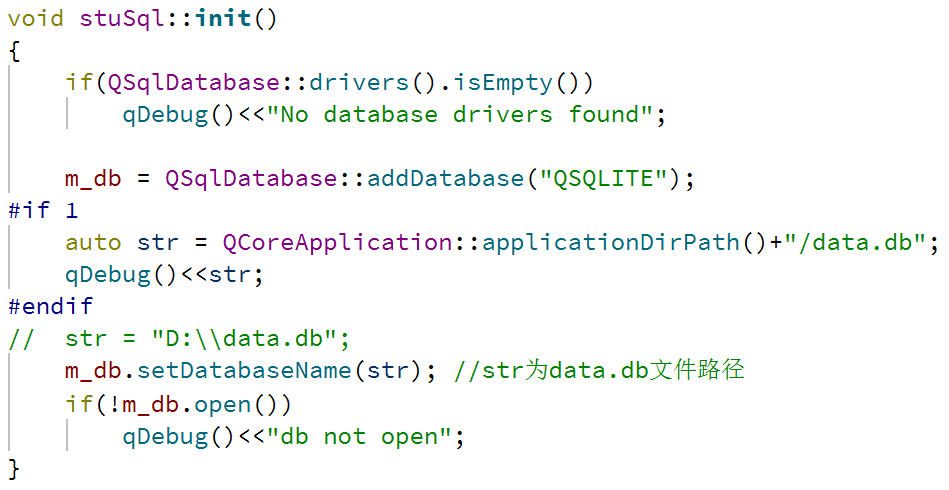 void stuSql::init()
{
    if(QSqlDatabase::drivers().isEmpty())
        qDebug()<<"No database drivers found";

    m_db = QSqlDatabase::addDatabase("QSQLITE");
#if 1
    auto str = QCoreApplication::applicationDirPath()+"/data.db";
    qDebug()<<str;
#endif
//  str = "D:\\data.db";
    m_db.setDatabaseName(str); //str为data.db文件路径
    if(!m_db.open())
        qDebug()<<"db not open";
}